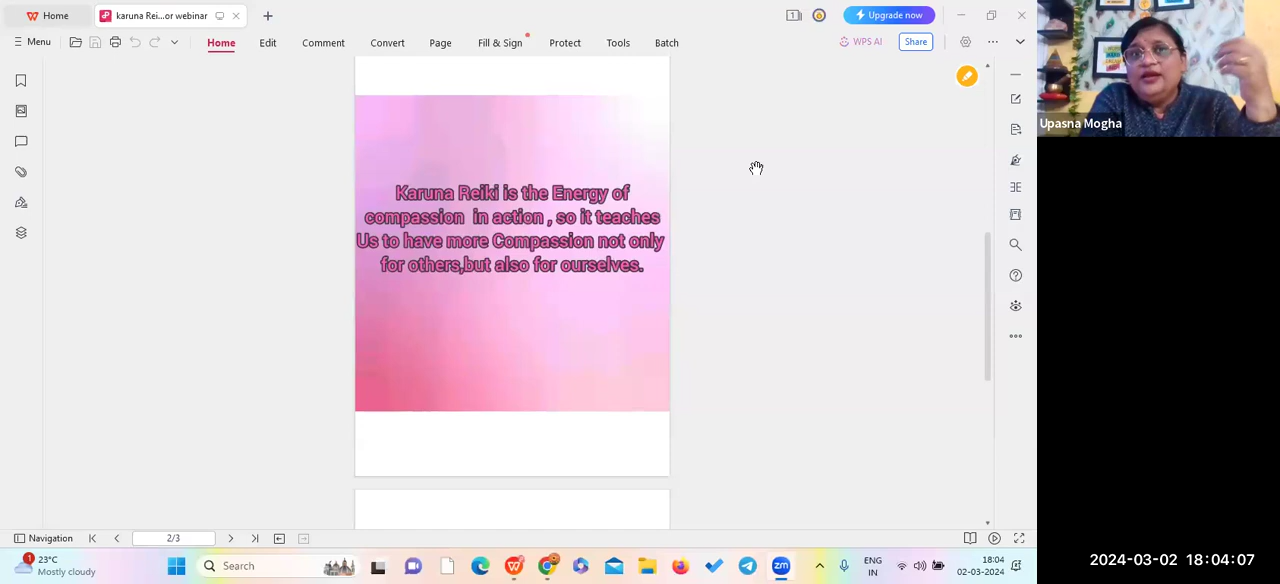 Home
karuna Rei...or webinar
1
Upgrade now
Menu
Home
Edit
Comment
Convert
Page
Fill & Sign
Protect
Tools
Batch
WPS AI
Share
Upasna Mogha
Karuna Reiki is the Energy of
compassion in action , so it teaches
Us to have more Compassion not only
for others,but also for ourselves.
Navigation
2/3
1
23°C
Mostly cloudy
Search
zm
ENG
IN
18:04
02-03-2024
2024-03-02 18:04:07